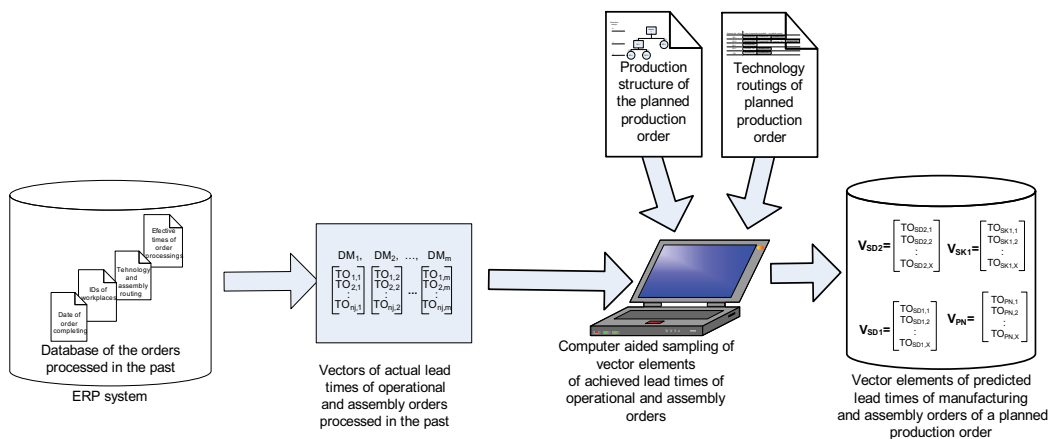 Production
structure of
the planned
production
order
Technology
routings of
planned
production
order
Efective
times of
order
processings
Tehnology
and
assembly
routing
IDs of
workplaces
Date of
order
completing
Database of the orders
processed in the past
ERP system
DM1, DM2, ..., DMm
TO1,1 TO1,2 TO1,m
TO2,1 TO2,2 TO2,m
: : ... :
TOnj,1 TOnj,2 TOnj,m
Vectors of actual lead
times of operational
and assembly orders
processed in the past
Computer aided sampling of
vector elements
of achieved lead times of
operational and assembly
orders
VSD2= TOSD2,1 TOSD2,2 : TOSD2,X
VSK1= TOSK1,1 TOSK1,2 : TOSK1,X
VSD1= TOSD1,1 TOSD1,2 : TOSD1,X
VPN= TOPN,1 TOPN,2 : TOPN,X
Vector elements of predicted
lead times of manufacturing
and assembly orders of a planned
production order